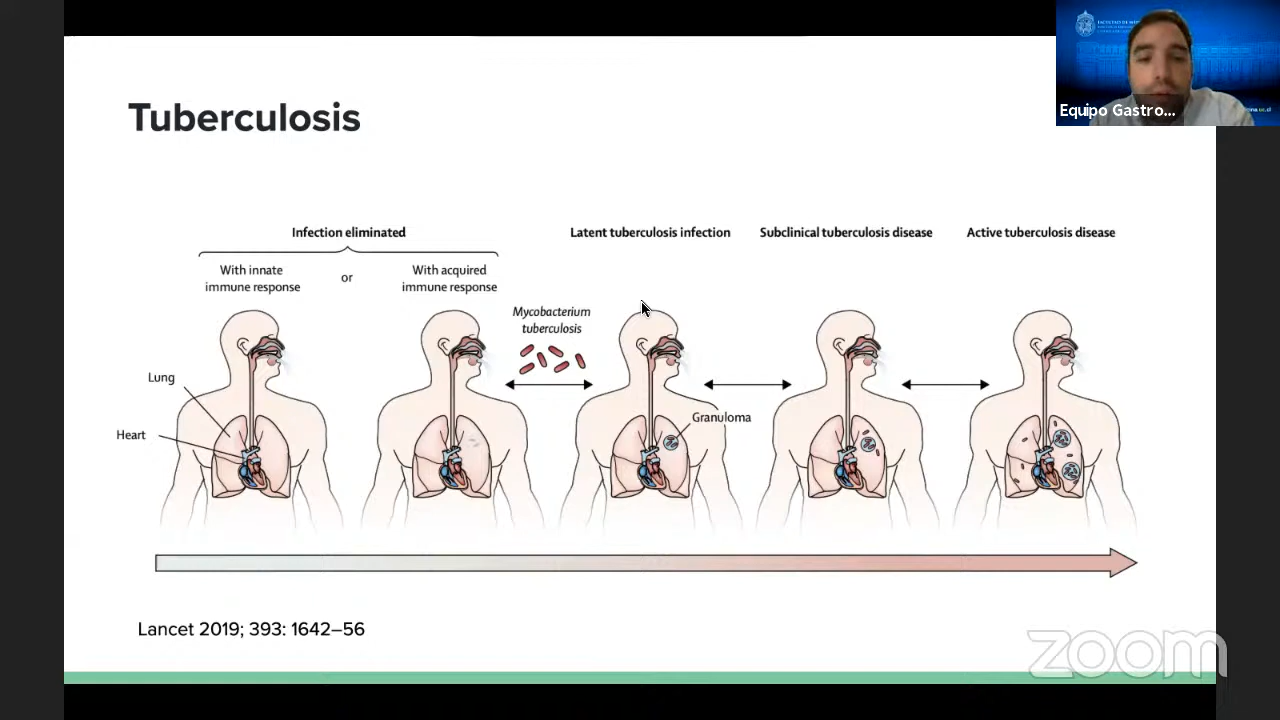 Tuberculosis
Equipo Gastro...
Infection eliminated
With innate
immune response
or
With acquired
immune response
Latent tuberculosis infection
Subclinical tuberculosis disease
Active tuberculosis disease
Mycobacterium
tuberculosis
Lung
Heart
Granuloma
Lancet 2019; 393: 1642–56
zoom